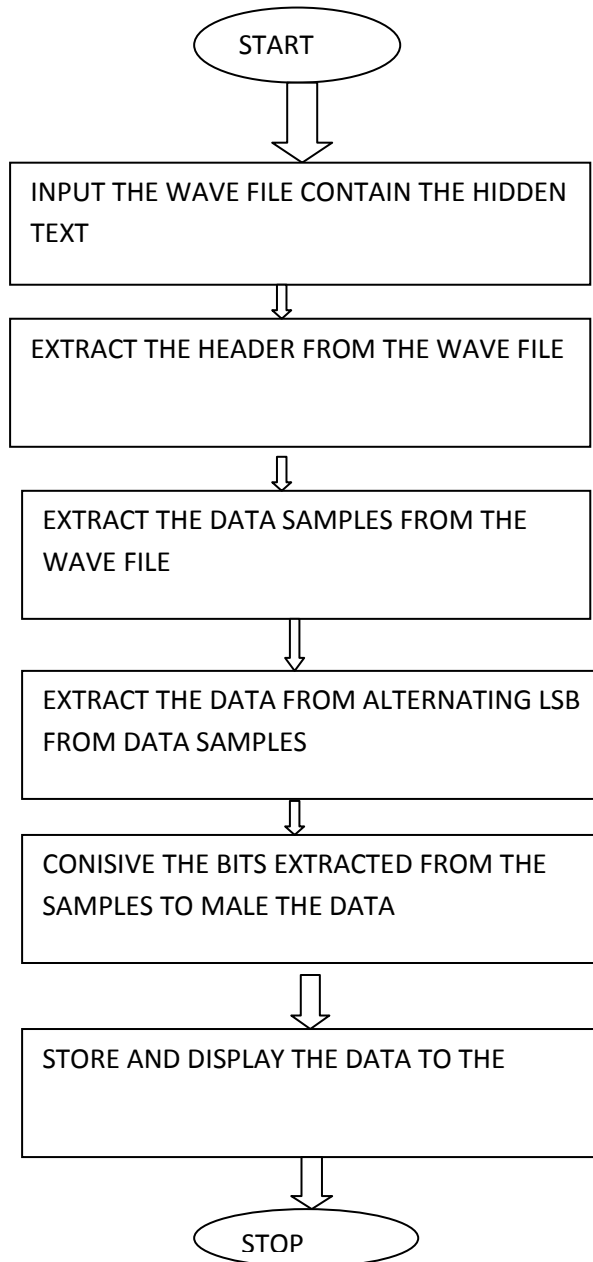 START
INPUT THE WAVE FILE CONTAIN THE HIDDEN
TEXT
EXTRACT THE HEADER FROM THE WAVE FILE
EXTRACT THE DATA SAMPLES FROM THE
WAVE FILE
EXTRACT THE DATA FROM ALTERNATING LSB
FROM DATA SAMPLES
CONISIVE THE BITS EXTRACTED FROM THE
SAMPLES TO MALE THE DATA
STORE AND DISPLAY THE DATA TO THE
STOP